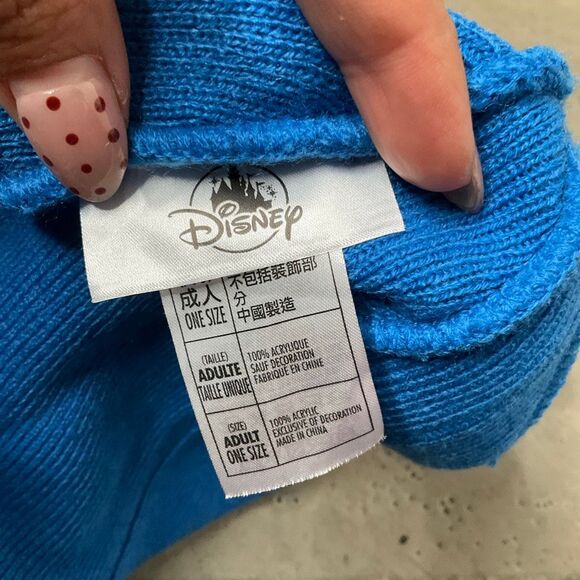 Disney
成人
ONE SIZE
不包括裝飾部
分
中國製造
(TAILLE)
ADULTE
TAILLE UNIQUE
100% ACRYLIQUE
SAUF DECORATION
FABRIQUÉ EN CHINE
(SIZE)
ADULT
ONE SIZE
100% ACRYLIC
EXCLUSIVE OF DECORATION
MADE IN CHINA